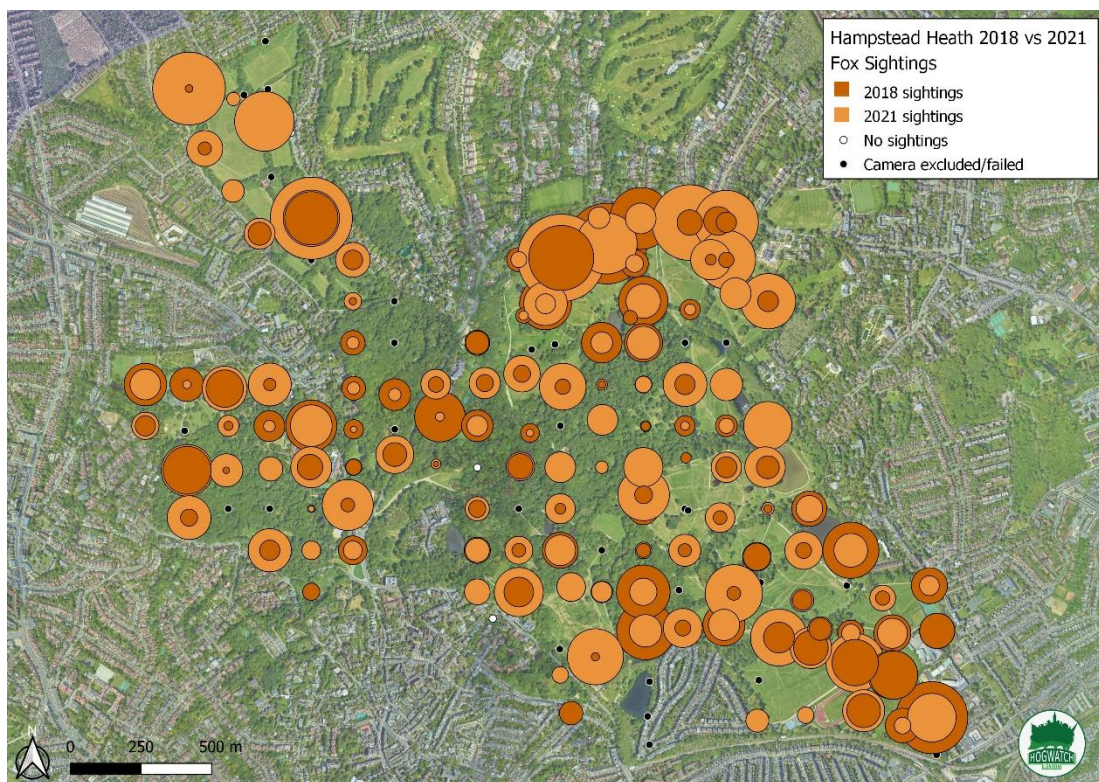 Hampstead Heath 2018 vs 2021
Fox Sightings
2018 sightings
2021 sightings
No sightings
Camera excluded/failed
0 250 500 m
HOGWATCH